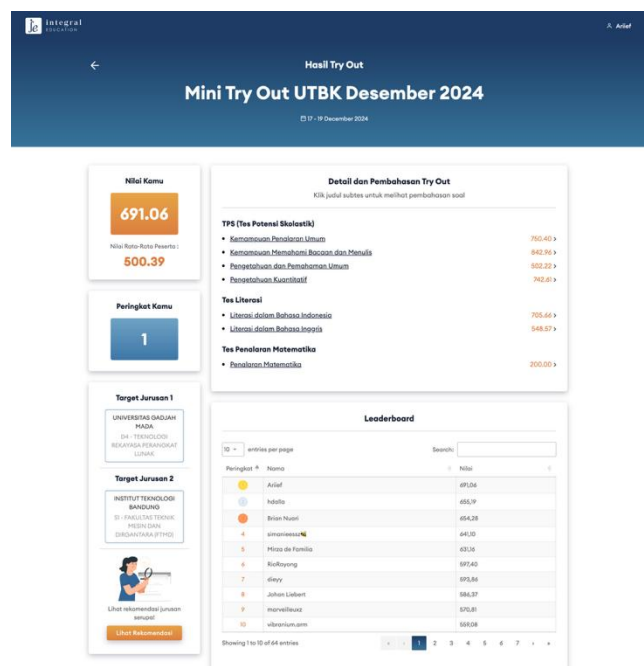 integral
EDUCATION
Ariief
Hasil Try Out
Mini Try Out UTBK Desember 2024
17 - 19 December 2024
Nilai Kamu
691.06
Nilai Rata-Rata Peserta :
500.39
Peringkat Kamu
1
Target Jurusan 1
UNIVERSITAS GADJAH
MADA
D4 - TEKNOLOGI
REKAYASA PERANGKAT
LUNAK
Target Jurusan 2
INSTITUT TEKNOLOGI
BANDUNG
S1 - FAKULTAS TEKNIK
MESIN DAN
DIRGANTARA (FTMD)
Lihat rekomendasi jurusan
serupa!
Lihat Rekomendasi
Detail dan Pembahasan Try Out
Klik judul subtes untuk melihat pembahasan soal
TPS (Tes Potensi Skolastik)
Kemampuan Penalaran Umum 750.40 >
Kemampuan Memahami Bacaan dan Menulis 842.96 >
Pengetahuan dan Pemahaman Umum 502.22 >
Pengetahuan Kuantitatif 742.61 >
Tes Literasi
Literasi dalam Bahasa Indonesia 705.66 >
Literasi dalam Bahasa Inggris 548.57 >
Tes Penalaran Matematika
Penalaran Matematika 200.00 >
Leaderboard
10 entries per page Search:
Peringkat Nama Nilai
Ariief 691,06
hdalla 655,19
Brian Nuari 654,28
4 simanieessz 641,10
5 Mirza de Familia 631,16
6 RicRayong 597,40
7 dieyy 593,86
8 Johan Liebert 586,37
9 marveilleuxz 570,81
10 vibranium.arm 559,08
Showing 1 to 10 of 64 entries ‹ 1 2 3 4 5 6 7 › »